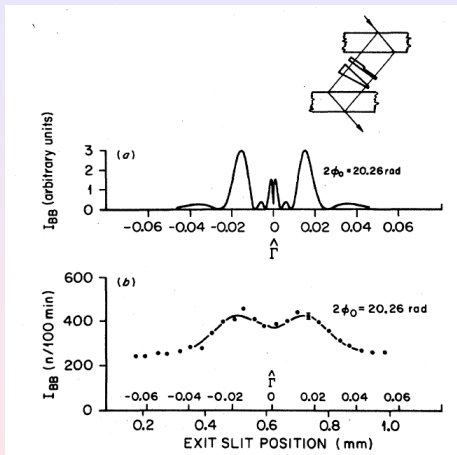 I_BB (arbitrary units)
3
2
1
0
(a)
2ϕ₀ = 20.26 rad
-0.06 -0.04 -0.02 0 0.02 0.04 0.06
Γ̂
I_BB (n/100 min)
600
400
200
0
(b)
2ϕ₀ = 20.26 rad
Γ̂
-0.06 -0.04 -0.02 0 0.02 0.04 0.06
0.2 0.4 0.6 0.8 1.0
EXIT SLIT POSITION (mm)